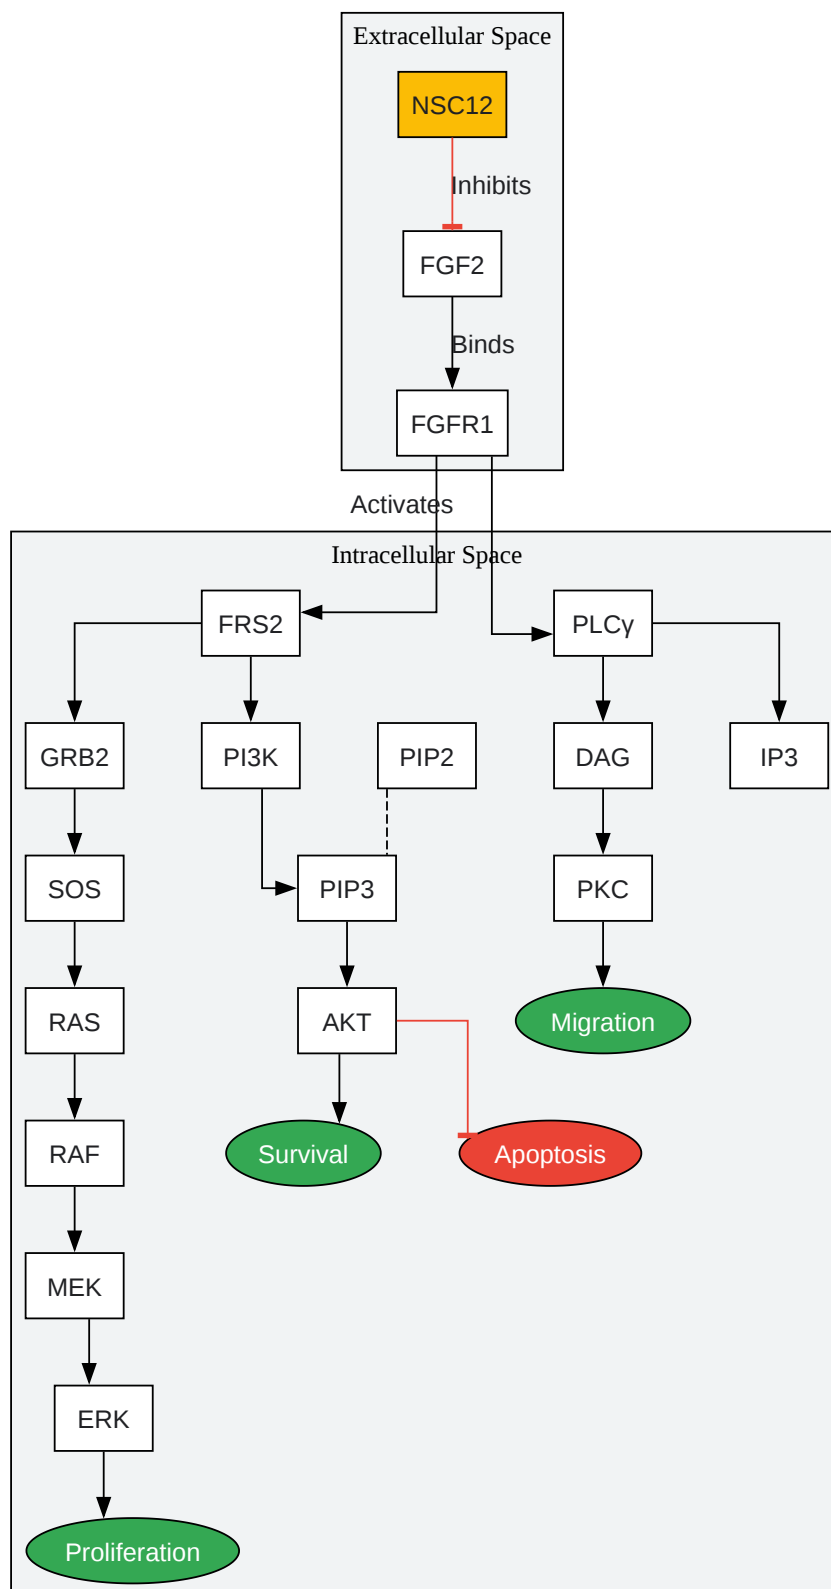 Extracellular Space
NSC12
Inhibits
FGF2
Binds
FGFR1
Activates
Intracellular Space
FRS2
PLCγ
GRB2
PI3K
PIP2
DAG
IP3
SOS
PIP3
PKC
RAS
AKT
Migration
RAF
Survival
Apoptosis
MEK
ERK
Proliferation